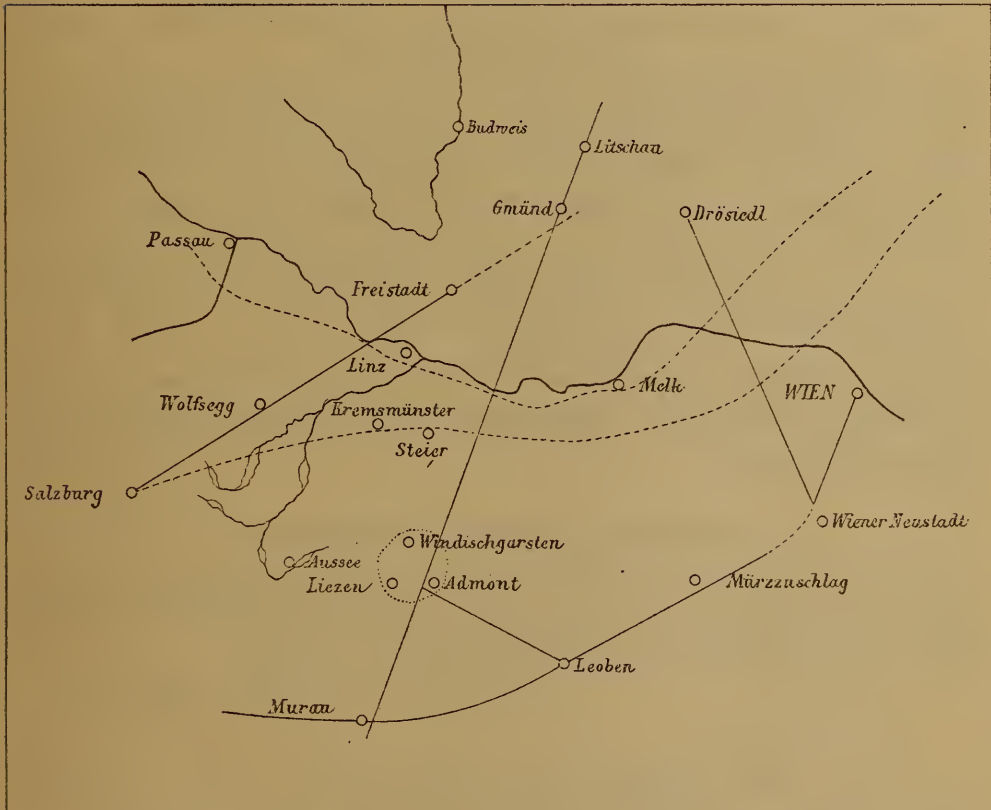 Budweis
Litschau
Gmünd
Drösiedl
Passau
Freistadt
Linz
Melk
WIEN
Wolfsegg
Kremsmünster
Steier
Salzburg
Wiener Neustadt
Windischgarsten
Aussee
Liezen
Admont
Mürzzuschlag
Leoben
Murau